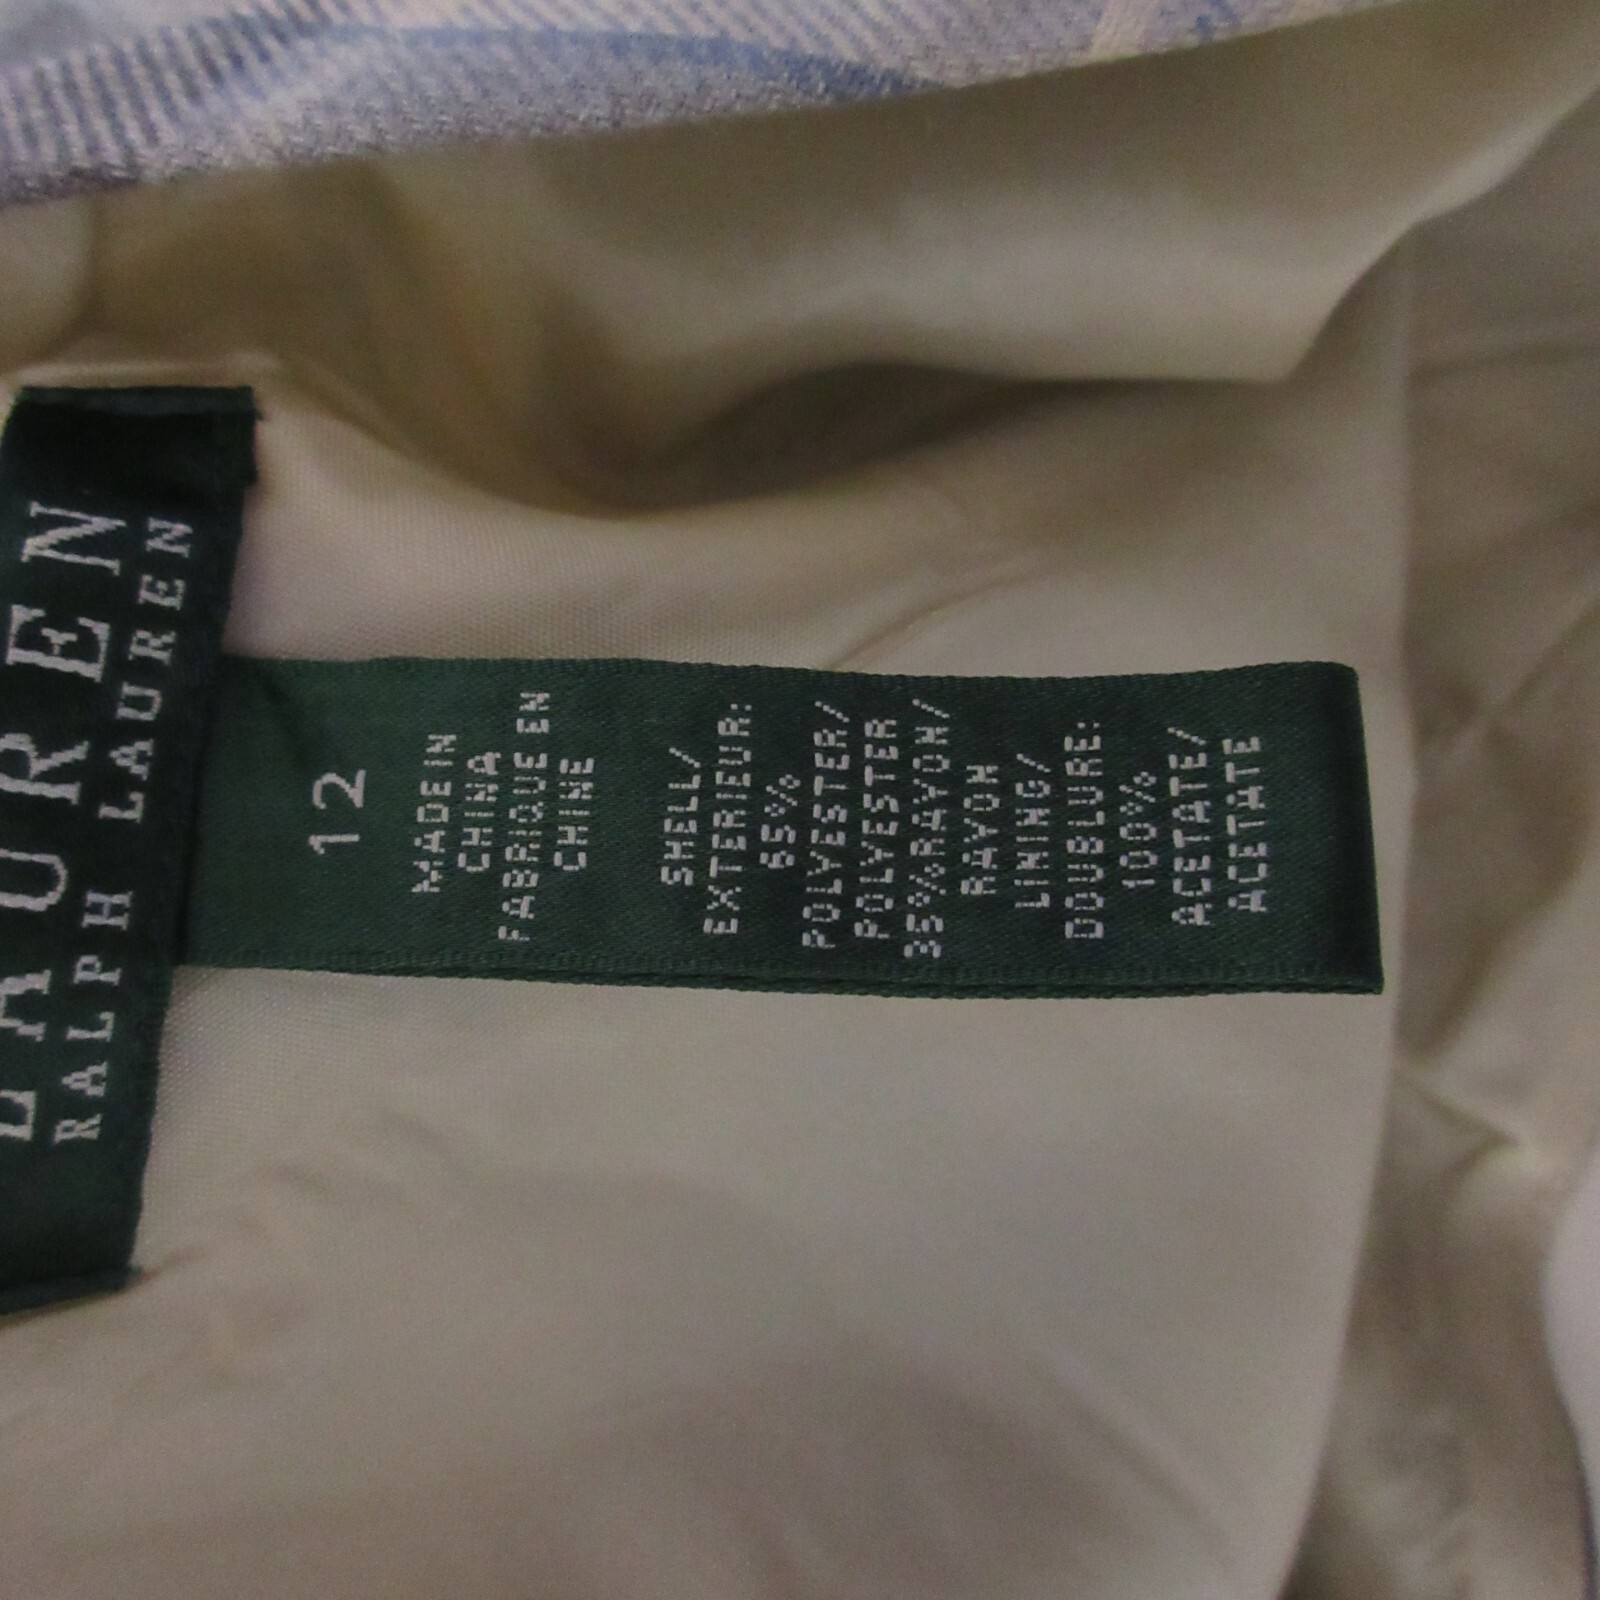 LAUREN
RALPH LAUREN
12
MADE IN
CHINA
FABRIQUE EN
CHINE
SHELL/
EXTERIEUR:
65%
POLYESTER/
POLYESTER
35% RAYON/
RAYON
LINING/
DOUBLURE:
100%
ACETATE/
ACETATE